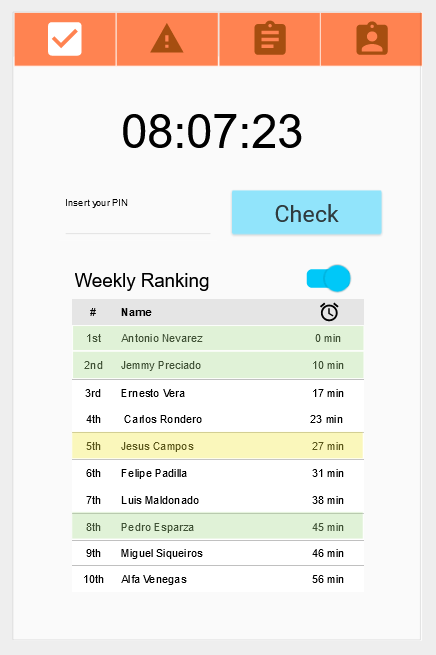 08:07:23
Insert your PIN
Check
Weekly Ranking
# Name
1st Antonio Nevarez 0 min
2nd Jemmy Preciado 10 min
3rd Ernesto Vera 17 min
4th Carlos Rondero 23 min
5th Jesus Campos 27 min
6th Felipe Padilla 31 min
7th Luis Maldonado 38 min
8th Pedro Esparza 45 min
9th Miguel Siqueiros 46 min
10th Alfa Venegas 56 min